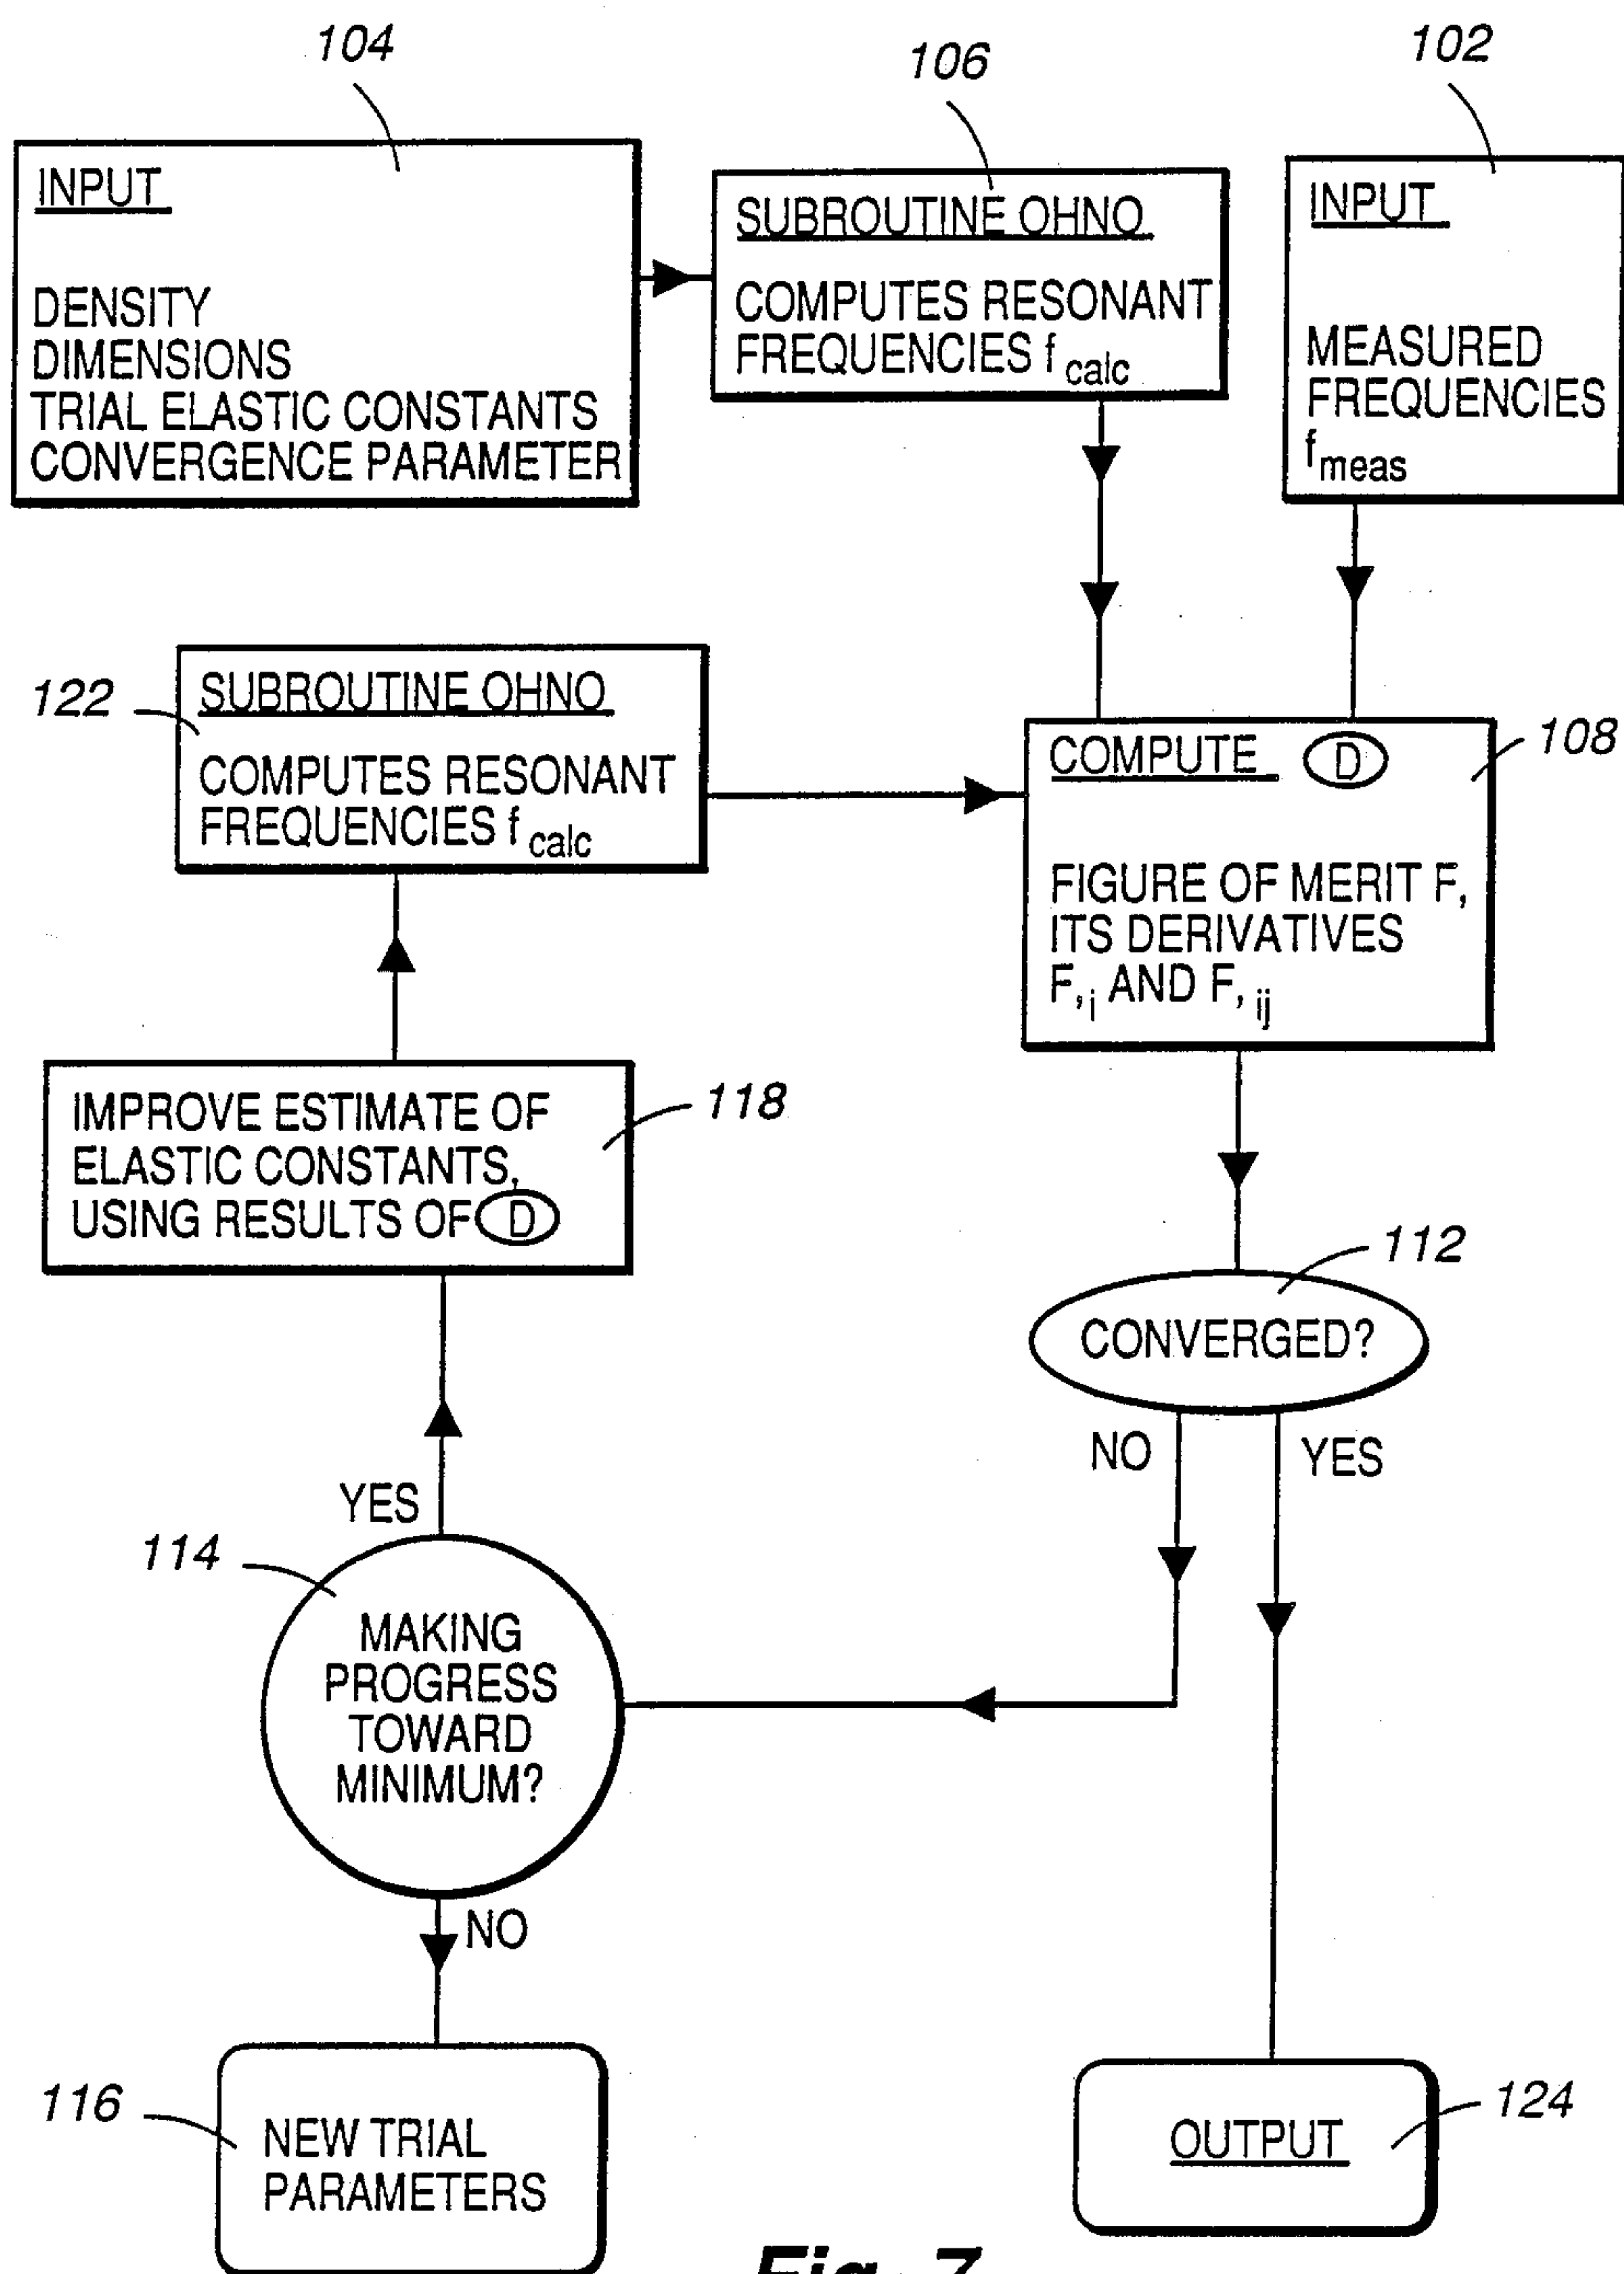 104
106
102
INPUT
DENSITY
DIMENSIONS
TRIAL ELASTIC CONSTANTS
CONVERGENCE PARAMETER
SUBROUTINE OHNO
COMPUTES RESONANT
FREQUENCIES f calc
INPUT
MEASURED
FREQUENCIES
fmeas
122
SUBROUTINE OHNO
COMPUTES RESONANT
FREQUENCIES f calc
COMPUTE D
FIGURE OF MERIT F,
ITS DERIVATIVES
F,i AND F, ij
108
IMPROVE ESTIMATE OF
ELASTIC CONSTANTS,
USING RESULTS OF D
118
112
CONVERGED?
NO
YES
YES
114
MAKING
PROGRESS
TOWARD
MINIMUM?
NO
116
NEW TRIAL
PARAMETERS
OUTPUT
124
Fig. 7